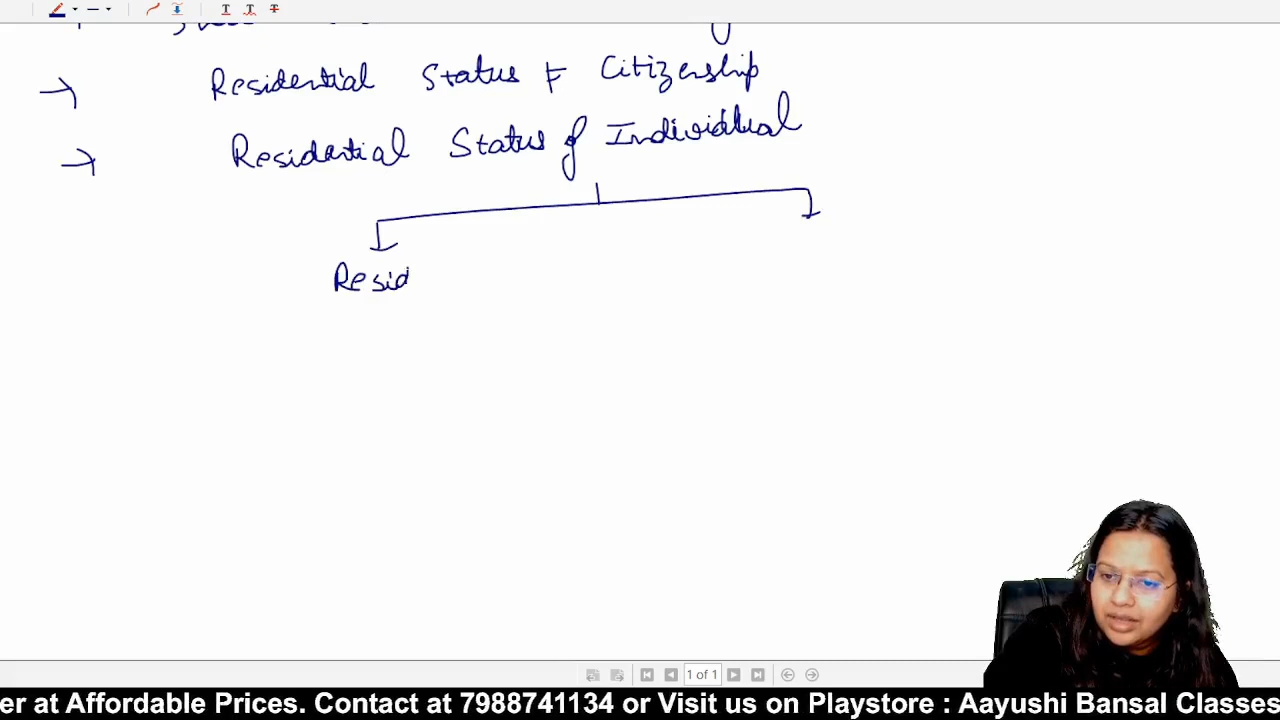 → Residential Status ≠ Citizenship
→ Residential Status of Individual
Resid
1 of 1
er at Affordable Prices. Contact at 7988741134 or Visit us on Playstore : Aayushi Bansal Classes